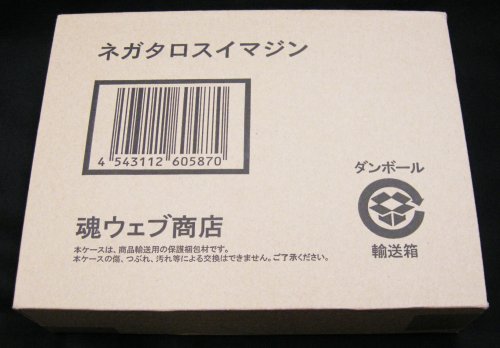 ネガタロスイマジン
4 543112 605870
ダンボール
輸送箱
魂ウェブ商店
本ケースは、商品輸送用の保護梱包材です。
本ケースの傷、つぶれ、汚れ等による交換はできません。ご了承ください。